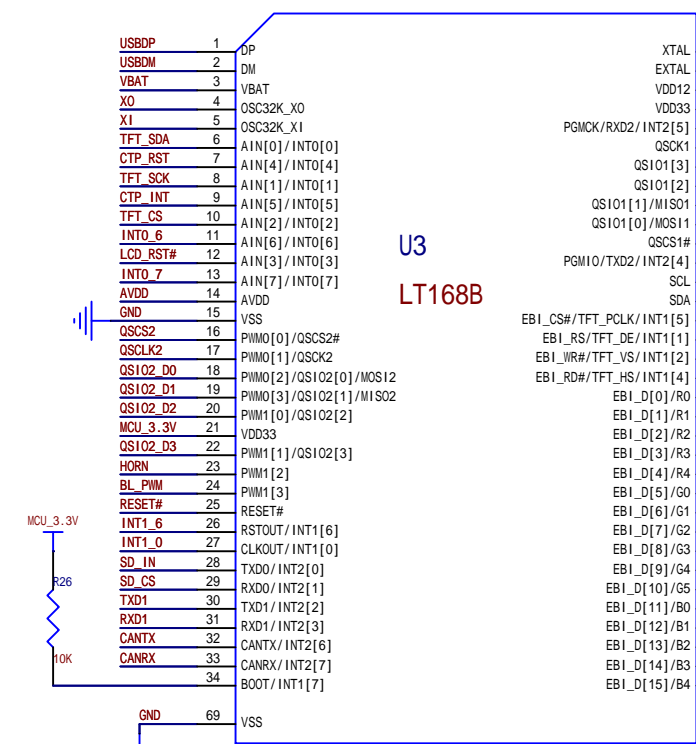 USBDP 1 DP XTAL
USBDM 2 DM EXTAL
VBAT 3 VBAT VDD12
XO 4 OSC32K_XO VDD33
XI 5 OSC32K_XI PGMCK/RXD2/INT2[5]
TFT_SDA 6 AIN[0]/INT0[0] QSCK1
CTP_RST 7 AIN[4]/INT0[4] QSIO1[3]
TFT_SCK 8 AIN[1]/INT0[1] QSIO1[2]
CTP_INT 9 AIN[5]/INT0[5] QSIO1[1]/MISO1
TFT_CS 10 AIN[2]/INT0[2] QSIO1[0]/MOSI1
INT0_6 11 AIN[6]/INT0[6] U3 QSCS1#
LCD_RST# 12 AIN[3]/INT0[3] PGMIO/TXD2/INT2[4]
INT0_7 13 AIN[7]/INT0[7] SCL
AVDD 14 AVDD LT168B SDA
GND 15 VSS EBI_CS#/TFT_PCLK/INT1[5]
QSCS2 16 PWM0[0]/QSCS2# EBI_RS/TFT_DE/INT1[1]
QSCLK2 17 PWM0[1]/QSCK2 EBI_WR#/TFT_VS/INT1[2]
QSIO2_D0 18 PWM0[2]/QSIO2[0]/MOSI2 EBI_RD#/TFT_HS/INT1[4]
QSIO2_D1 19 PWM0[3]/QSIO2[1]/MISO2 EBI_D[0]/R0
QSIO2_D2 20 PWM1[0]/QSIO2[2] EBI_D[1]/R1
MCU_3.3V 21 VDD33 EBI_D[2]/R2
QSIO2_D3 22 PWM1[1]/QSIO2[3] EBI_D[3]/R3
HORN 23 PWM1[2] EBI_D[4]/R4
BL_PWM 24 PWM1[3] EBI_D[5]/G0
RESET# 25 RESET# EBI_D[6]/G1
MCU_3.3V INT1_6 26 RSTOUT/INT1[6] EBI_D[7]/G2
INT1_0 27 CLKOUT/INT1[0] EBI_D[8]/G3
SD_IN 28 TXD0/INT2[0] EBI_D[9]/G4
R26 SD_CS 29 RXD0/INT2[1] EBI_D[10]/G5
TXD1 30 TXD1/INT2[2] EBI_D[11]/B0
RXD1 31 RXD1/INT2[3] EBI_D[12]/B1
CANTX 32 CANTX/INT2[6] EBI_D[13]/B2
10K CANRX 33 CANRX/INT2[7] EBI_D[14]/B3
34 BOOT/INT1[7] EBI_D[15]/B4
GND 69 VSS